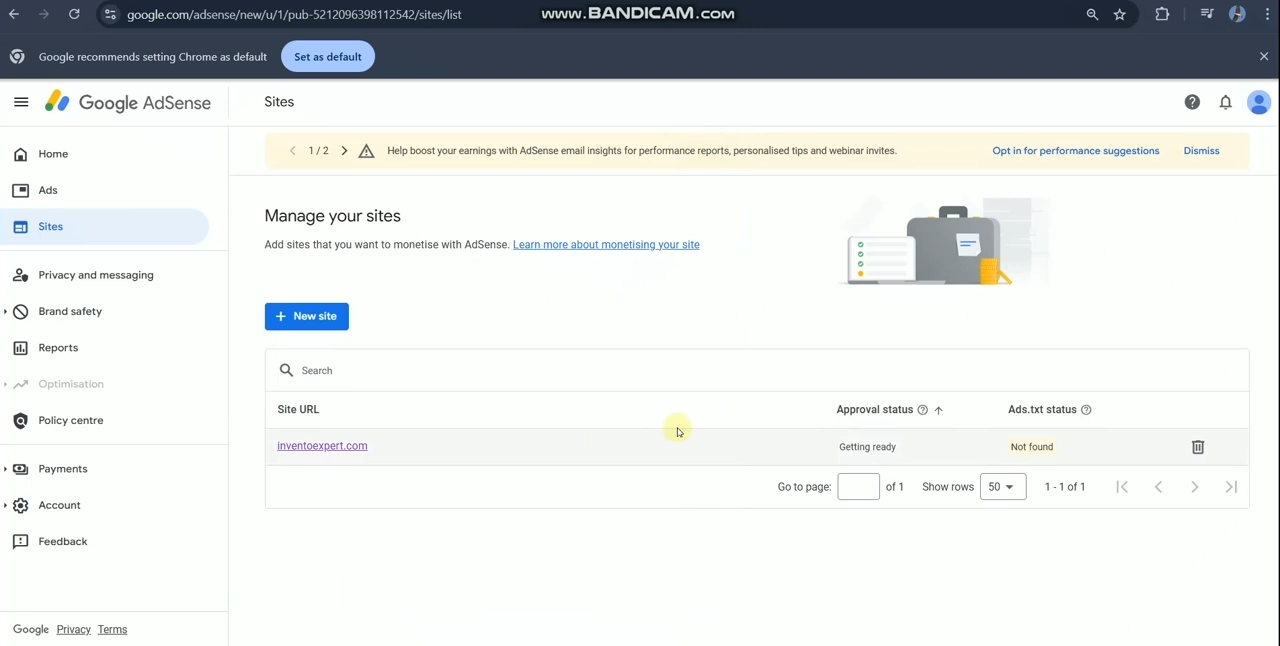 google.com/adsense/new/u/1/pub-5212096398112542/sites/list
www.BANDICAM.com
Google recommends setting Chrome as default
Set as default
Google AdSense
Sites
Home
Ads
Sites
Privacy and messaging
Brand safety
Reports
Optimisation
Policy centre
Payments
Account
Feedback
Google Privacy Terms
1 / 2
Help boost your earnings with AdSense email insights for performance reports, personalised tips and webinar invites.
Opt in for performance suggestions
Dismiss
Manage your sites
Add sites that you want to monetise with AdSense. Learn more about monetising your site
+ New site
Search
Site URL Approval status Ads.txt status
inventoexpert.com Getting ready Not found
Go to page: of 1 Show rows 50 1 - 1 of 1